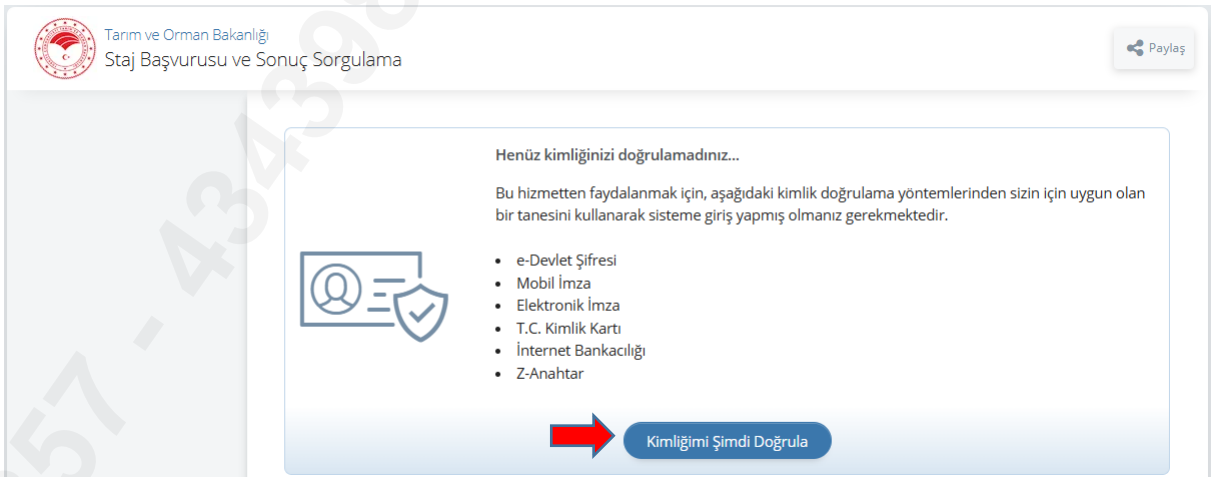 Tarım ve Orman Bakanlığı
Staj Başvurusu ve Sonuç Sorgulama
Paylaş
Henüz kimliğinizi doğrulamadınız...
Bu hizmetten faydalanmak için, aşağıdaki kimlik doğrulama yöntemlerinden sizin için uygun olan
bir tanesini kullanarak sisteme giriş yapmış olmanız gerekmektedir.
• e-Devlet Şifresi
• Mobil İmza
• Elektronik İmza
• T.C. Kimlik Kartı
• İnternet Bankacılığı
• Z-Anahtar
Kimliğimi Şimdi Doğrula